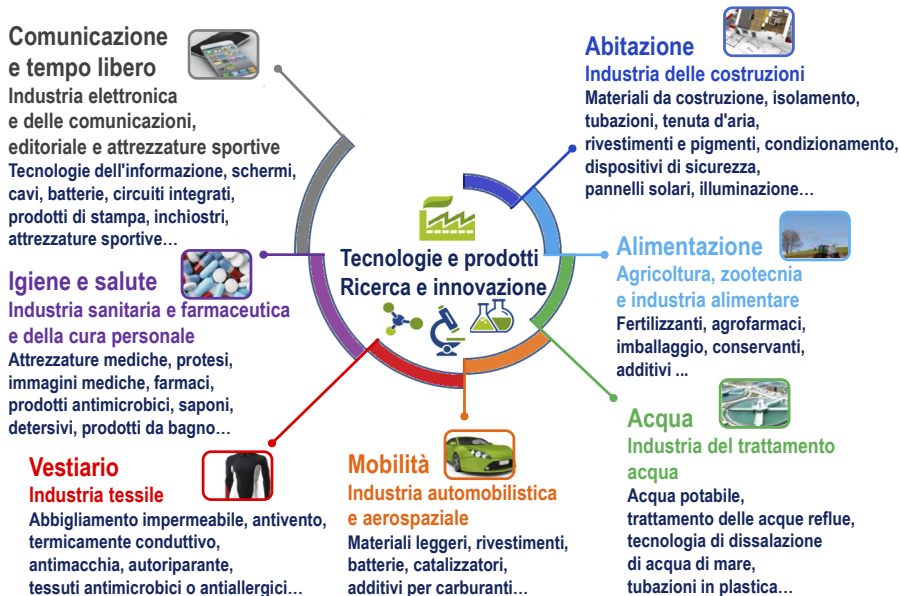 Comunicazione
e tempo libero
Industria elettronica
e delle comunicazioni,
editoriale e attrezzature sportive
Tecnologie dell'informazione, schermi,
cavi, batterie, circuiti integrati,
prodotti di stampa, inchiostri,
attrezzature sportive…
Igiene e salute
Industria sanitaria e farmaceutica
e della cura personale
Attrezzature mediche, protesi,
immagini mediche, farmaci,
prodotti antimicrobici, saponi,
detersivi, prodotti da bagno…
Vestiario
Industria tessile
Abbigliamento impermeabile, antivento,
termicamente conduttivo,
antimacchia, autoriparante,
tessuti antimicrobici o antiallergici…
Tecnologie e prodotti
Ricerca e innovazione
Mobilità
Industria automobilistica
e aerospaziale
Materiali leggeri, rivestimenti,
batterie, catalizzatori,
additivi per carburanti…
Abitazione
Industria delle costruzioni
Materiali da costruzione, isolamento,
tubazioni, tenuta d'aria,
rivestimenti e pigmenti, condizionamento,
dispositivi di sicurezza,
pannelli solari, illuminazione…
Alimentazione
Agricoltura, zootecnia
e industria alimentare
Fertilizzanti, agrofarmaci,
imballaggio, conservanti,
additivi ...
Acqua
Industria del trattamento
acqua
Acqua potabile,
trattamento delle acque reflue,
tecnologia di dissalazione
di acqua di mare,
tubazioni in plastica…